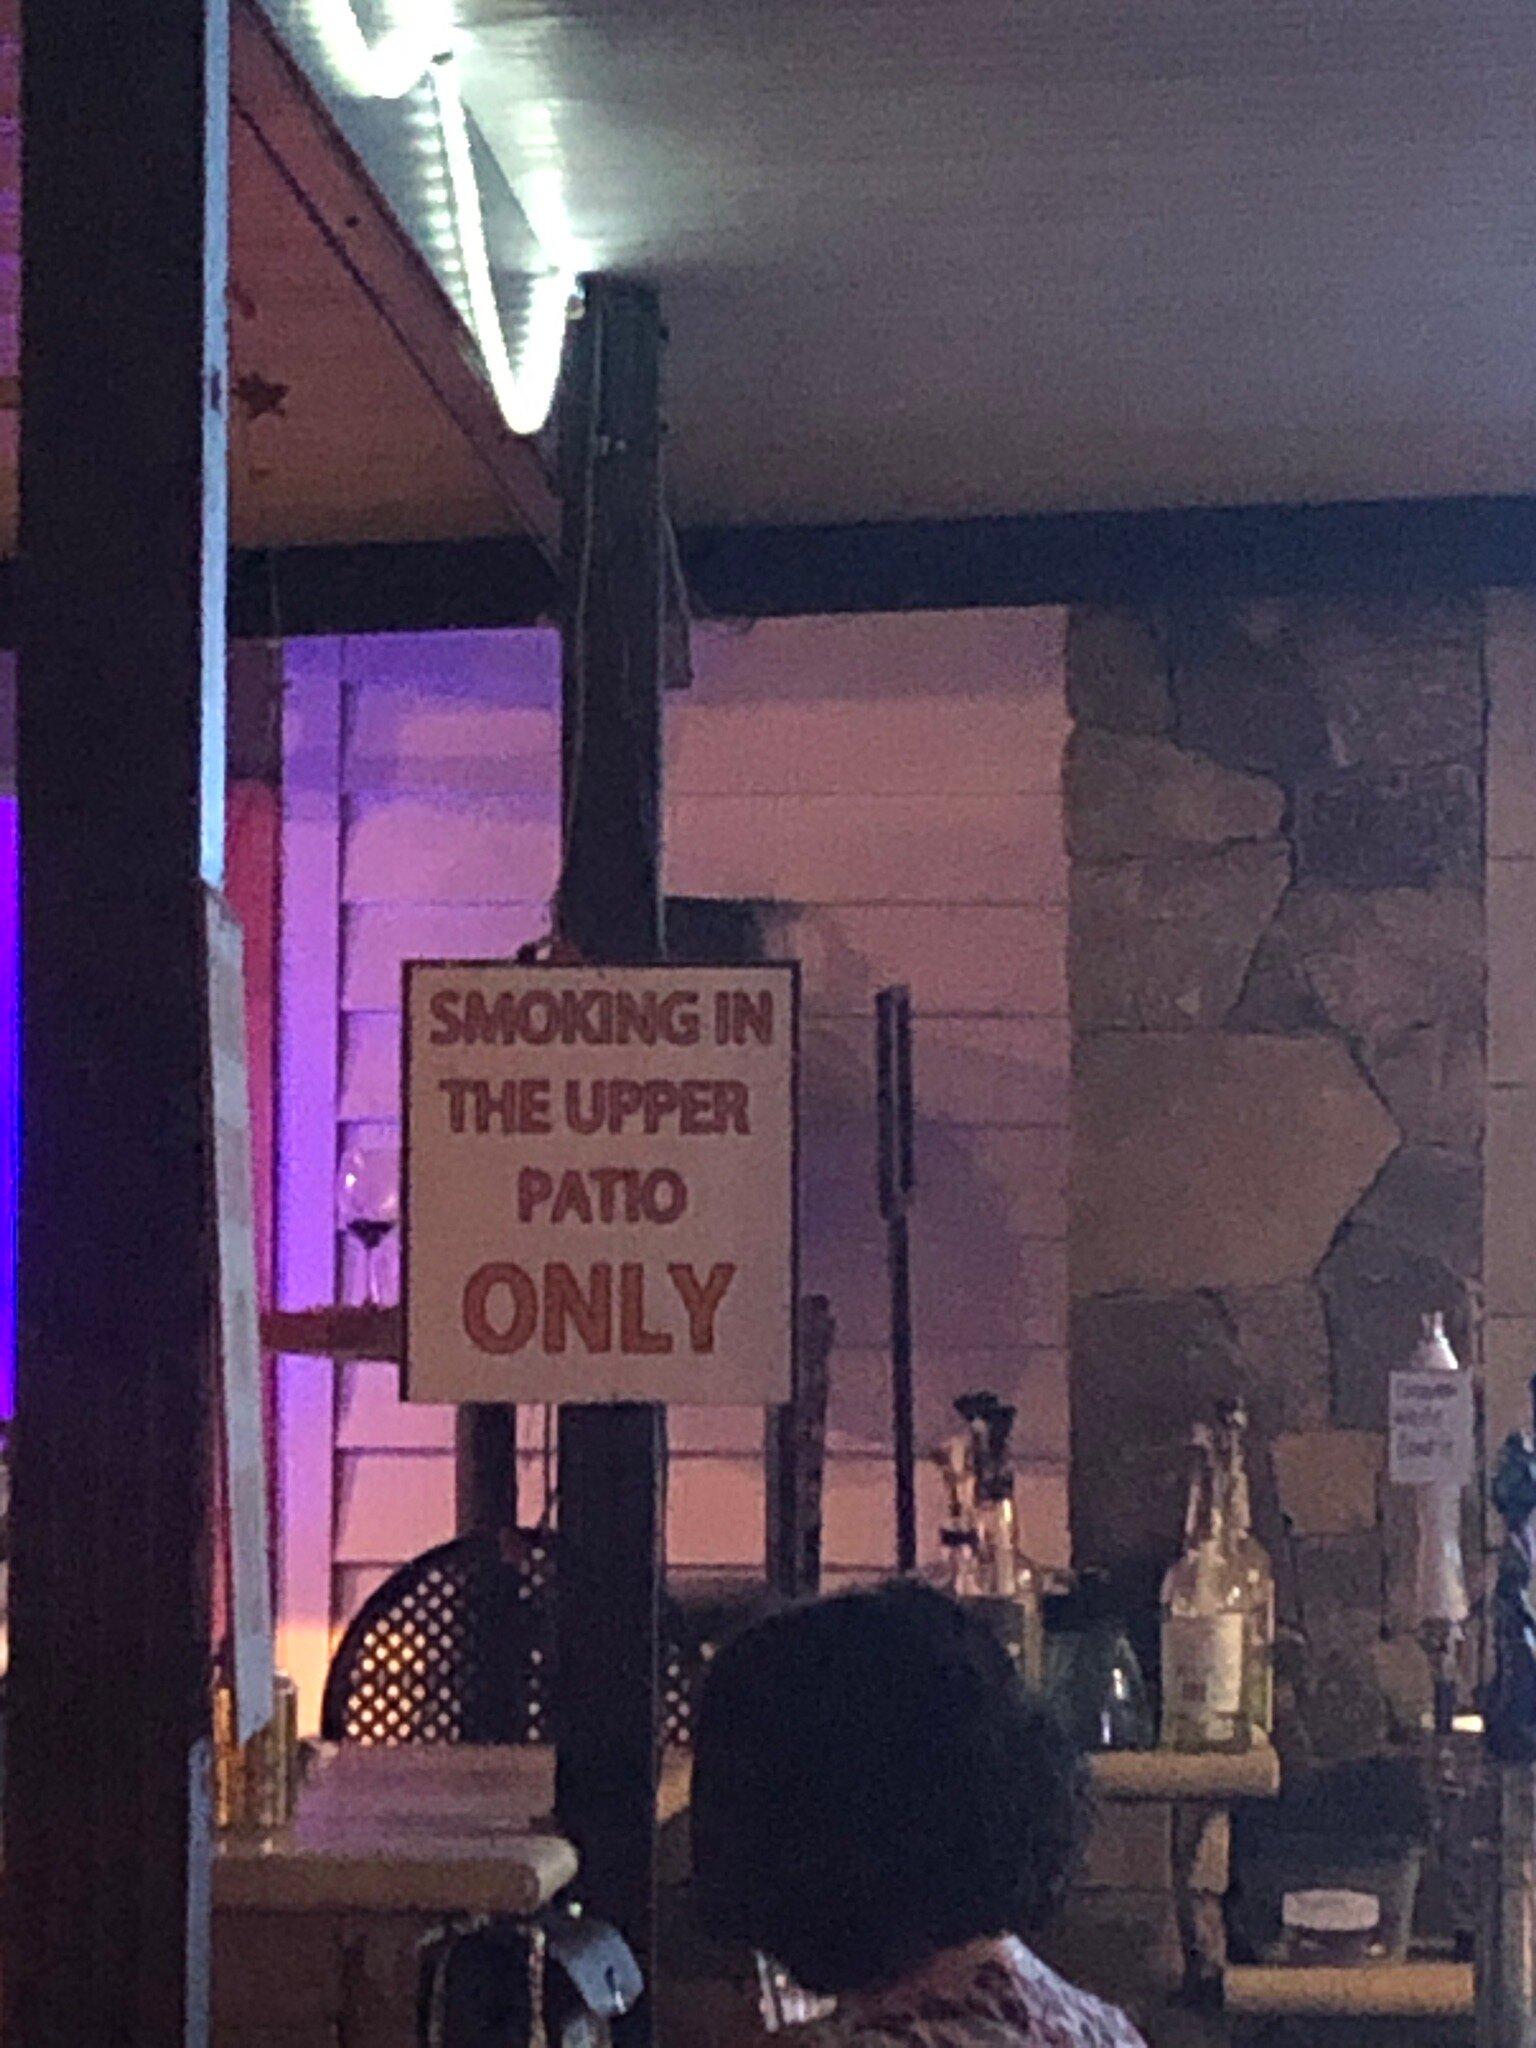 SMOKING IN
THE UPPER
PATIO
ONLY